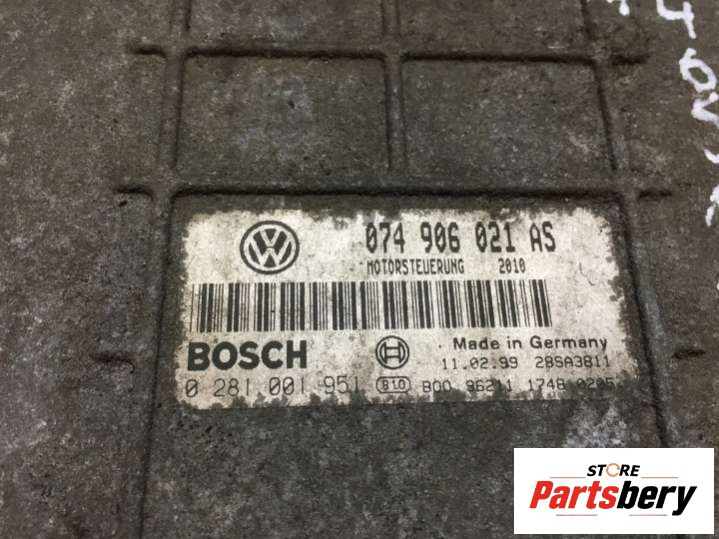 074 906 021 AS
MOTORSTEUERUNG 2010
BOSCH
Made in Germany
11.02.99 28SA3811
0 281 001 951 B10 BOO 96211 1748 0205
STORE
Partsbery